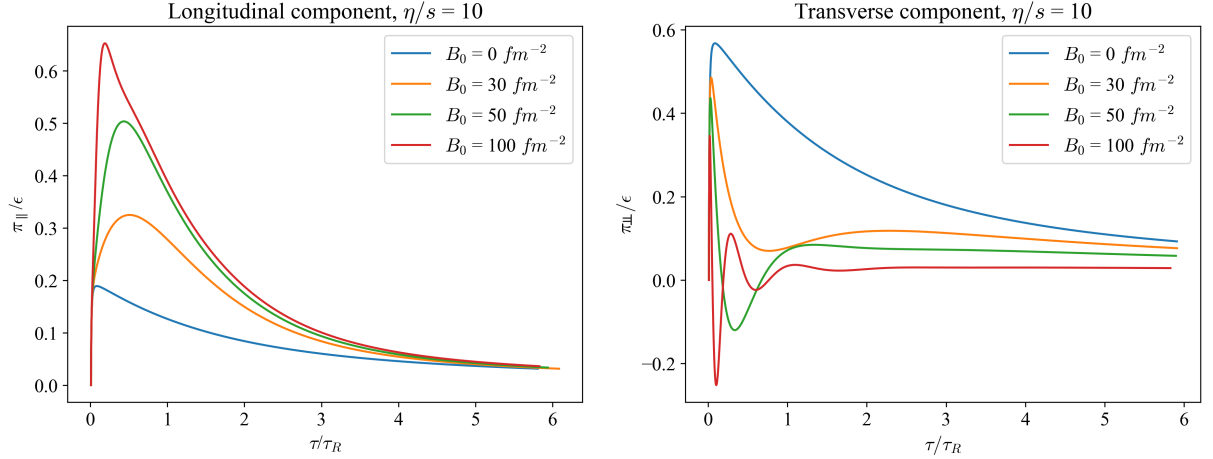 Longitudinal component, η/s = 10
B₀ = 0 fm⁻²
B₀ = 30 fm⁻²
B₀ = 50 fm⁻²
B₀ = 100 fm⁻²
π∥/ϵ
0.6
0.5
0.4
0.3
0.2
0.1
0.0
0 1 2 3 4 5 6
τ/τ_R
Transverse component, η/s = 10
B₀ = 0 fm⁻²
B₀ = 30 fm⁻²
B₀ = 50 fm⁻²
B₀ = 100 fm⁻²
π⫫/ϵ
0.6
0.4
0.2
0.0
−0.2
0 1 2 3 4 5 6
τ/τ_R